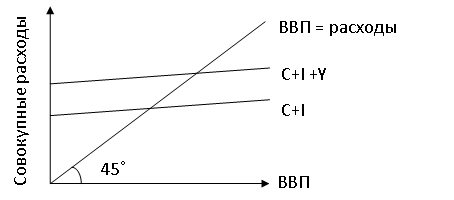 Совокупные расходы
ВВП = расходы
C+I +Y
C+I
45˚
ВВП